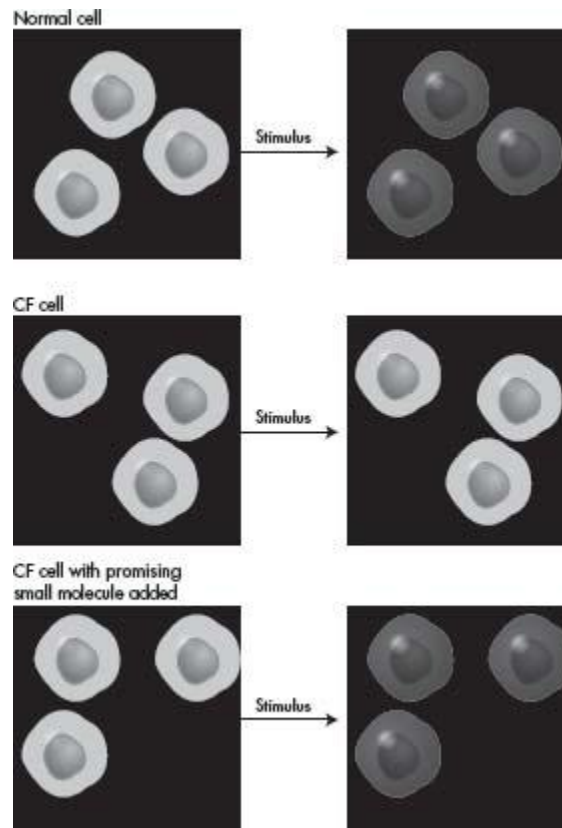 Normal cell
Stimulus
CF cell
Stimulus
CF cell with promising
small molecule added
Stimulus